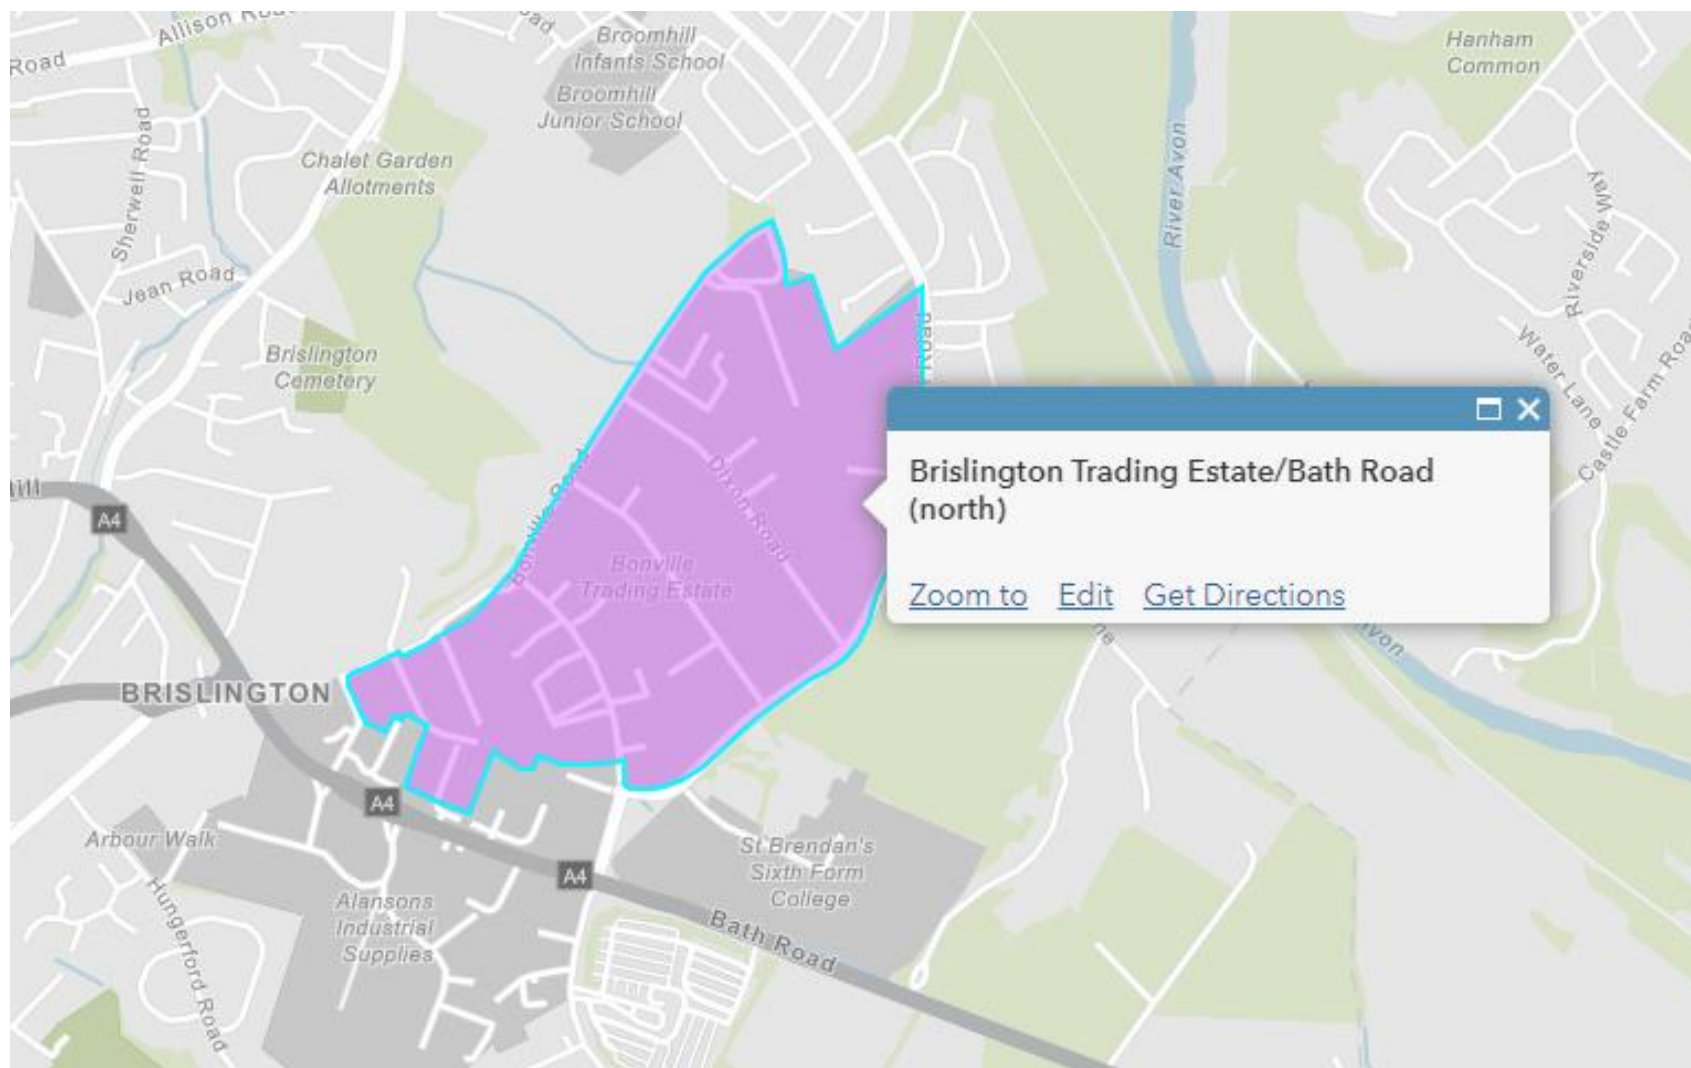 Allison
Road
Broomhill
Infants School
Broomhill
Junior School
Hanham
Common
Sherwell Road
Chalet Garden
Allotments
River Avon
Riverside Way
Jean Road
Brislington
Cemetery
Road
Water Lane
Castle Farm Road
Brislington Trading Estate/Bath Road
(north)
Zoom to Edit Get Directions
A4
Dixon Road
Bonville
Trading Estate
BRISLINGTON
A4
Arbour Walk
St Brendan's
Sixth Form
College
A4
Alansons
Industrial
Supplies
Bath Road
Hungerford Road